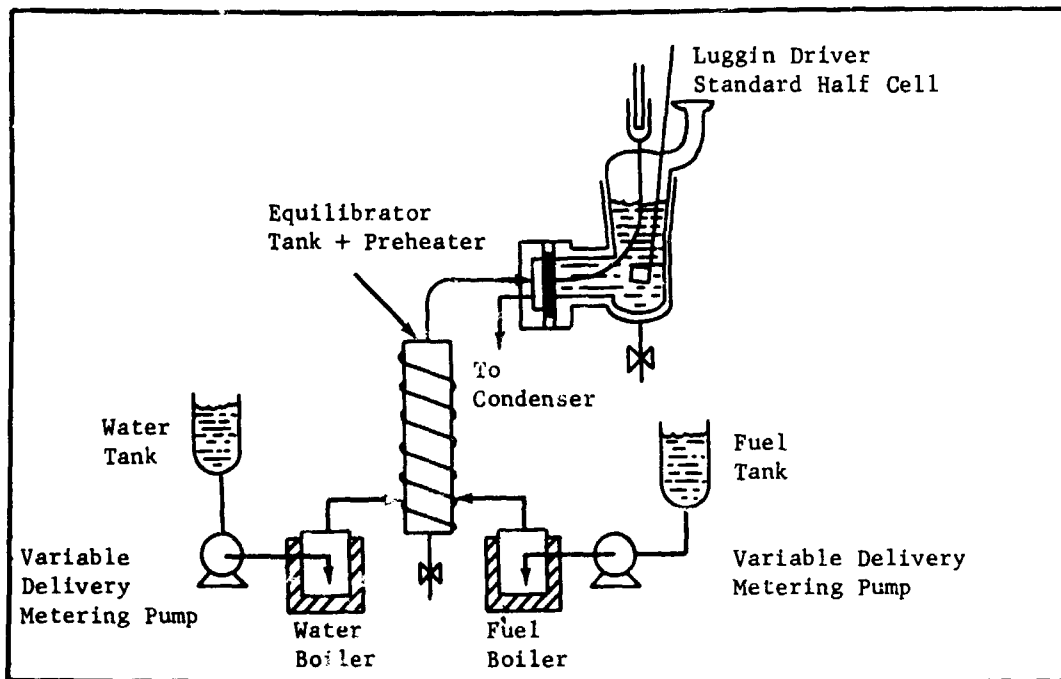 Luggin Driver
Standard Half Cell
Equilibrator
Tank + Preheater
To
Condenser
Water
Tank
Fuel
Tank
Variable
Delivery
Metering Pump
Variable Delivery
Metering Pump
Water
Boiler
Fuel
Boiler